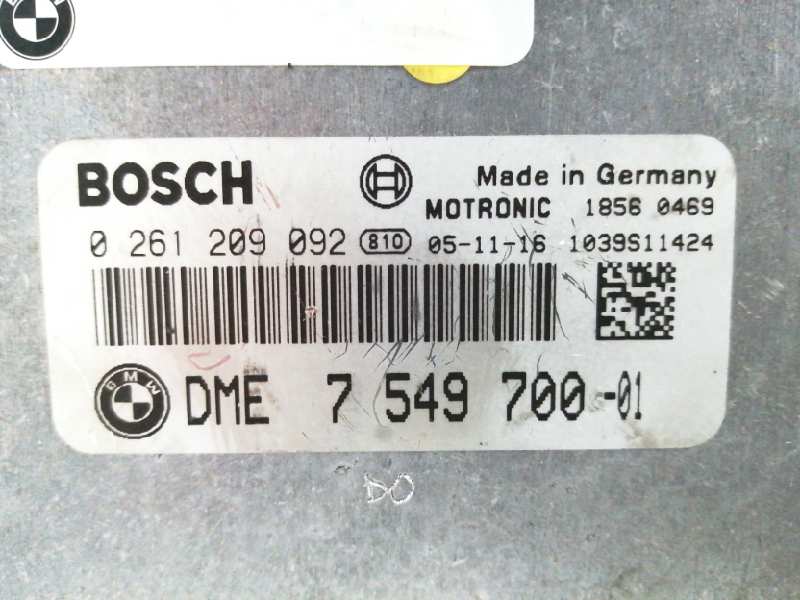 BOSCH Made in Germany
MOTRONIC 1856 0469
0 261 209 092 810 05-11-16 1039S11424
BMW DME 7 549 700-01
DO